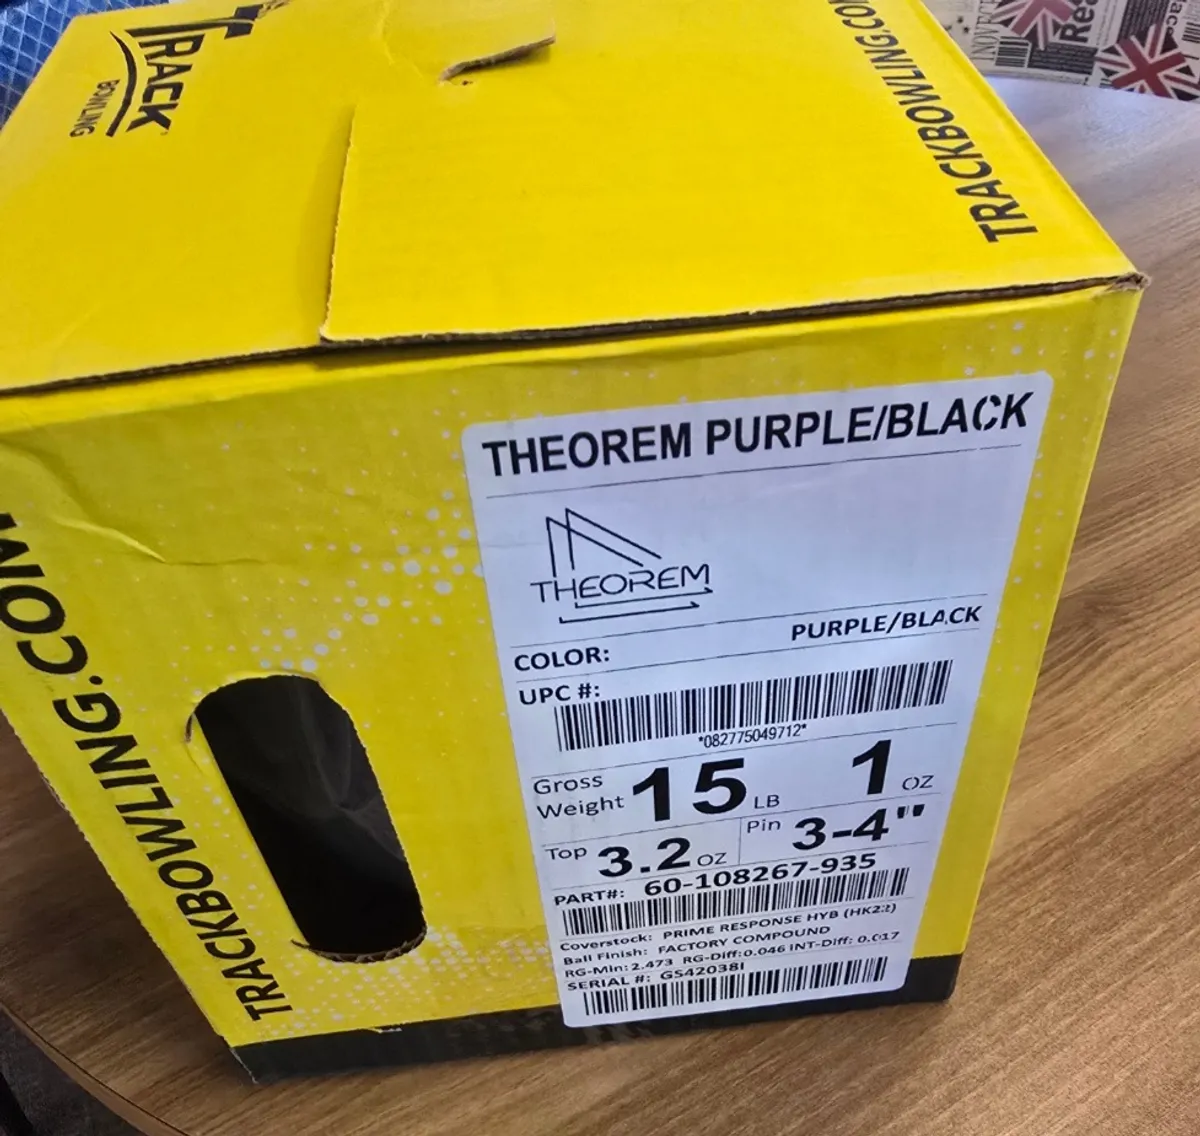 TRACK
BOWLING
TRACKBOWLING.CO
TRACKBOWLING.COM
THEOREM PURPLE/BLACK
THEOREM
COLOR: PURPLE/BLACK
UPC #:
*082775049712*
Gross Weight 15 LB 1 OZ
Top 3.2 OZ Pin 3-4"
PART#: 60-108267-935
Coverstock: PRIME RESPONSE HYB (HK22)
Ball Finish: FACTORY COMPOUND
RG-Min: 2.473 RG-Diff:0.046 INT-Diff: 0.017
SERIAL #: GS42038I